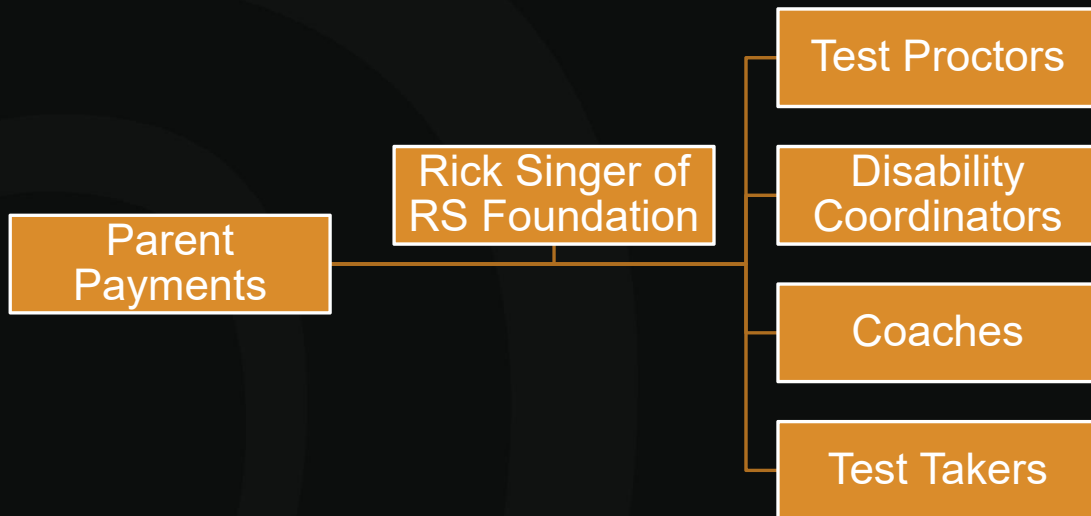 Parent
Payments
Rick Singer of
RS Foundation
Test Proctors
Disability
Coordinators
Coaches
Test Takers